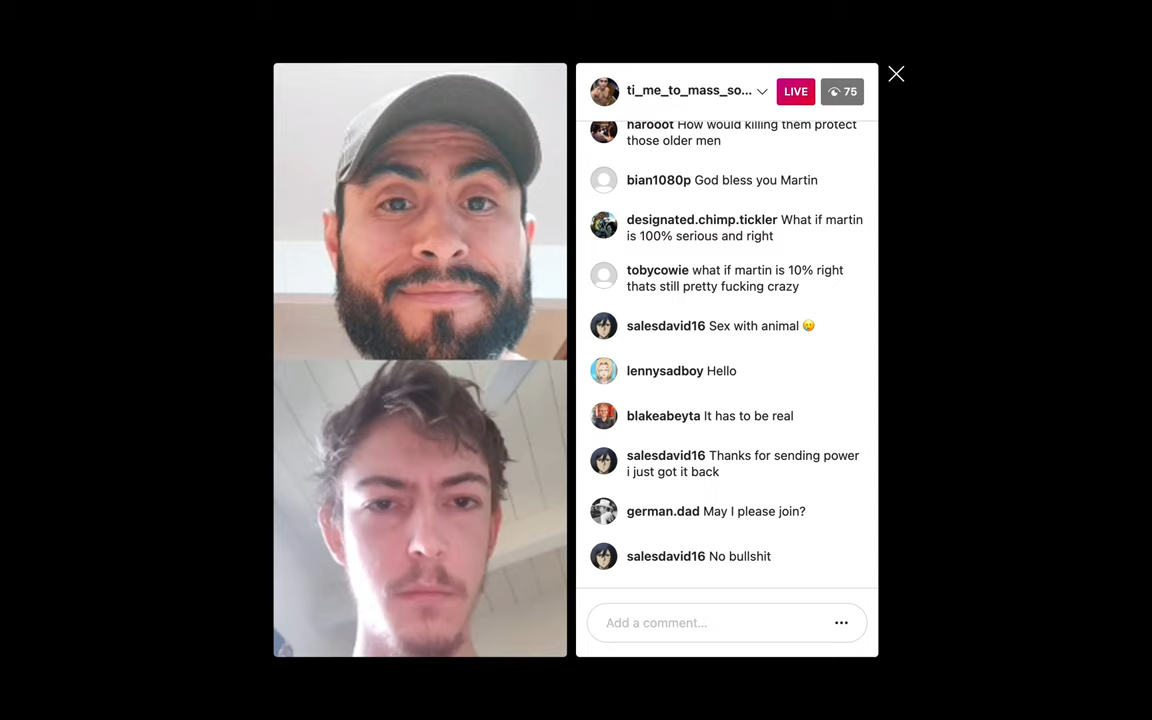 ti_me_to_mass_so...
LIVE
75
harooot How would killing them protect
those older men
bian1080p God bless you Martin
designated.chimp.tickler What if martin
is 100% serious and right
tobycowie what if martin is 10% right
thats still pretty fucking crazy
salesdavid16 Sex with animal 😢
lennysadboy Hello
blakeabeyta It has to be real
salesdavid16 Thanks for sending power
i just got it back
german.dad May I please join?
salesdavid16 No bullshit
Add a comment...